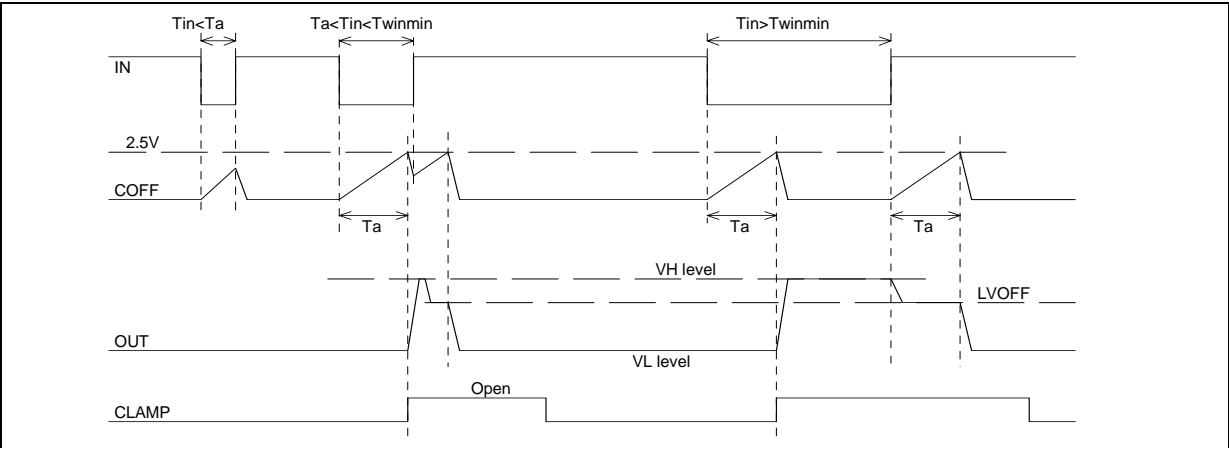 Tin<Ta
Ta<Tin<Twinmin
Tin>Twinmin
IN
2.5V
COFF
Ta
Ta
Ta
VH level
LVOFF
OUT
VL level
Open
CLAMP